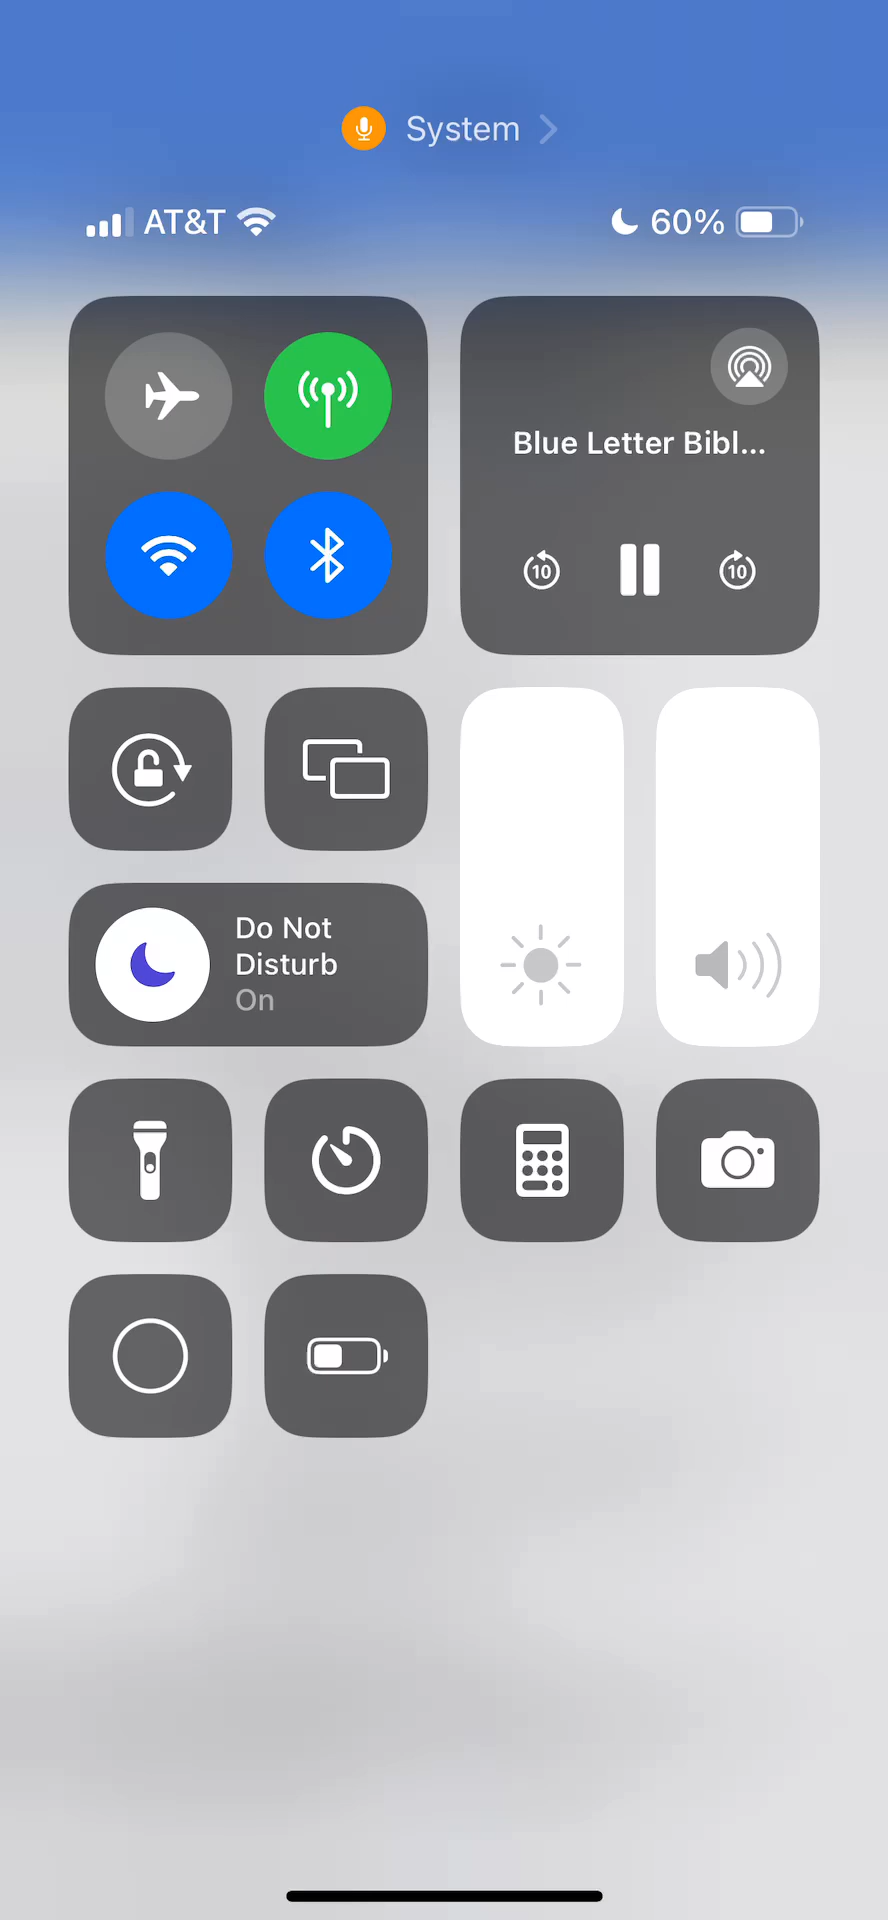 System
AT&T
60%
Blue Letter Bibl...
10
10
Do Not
Disturb
On